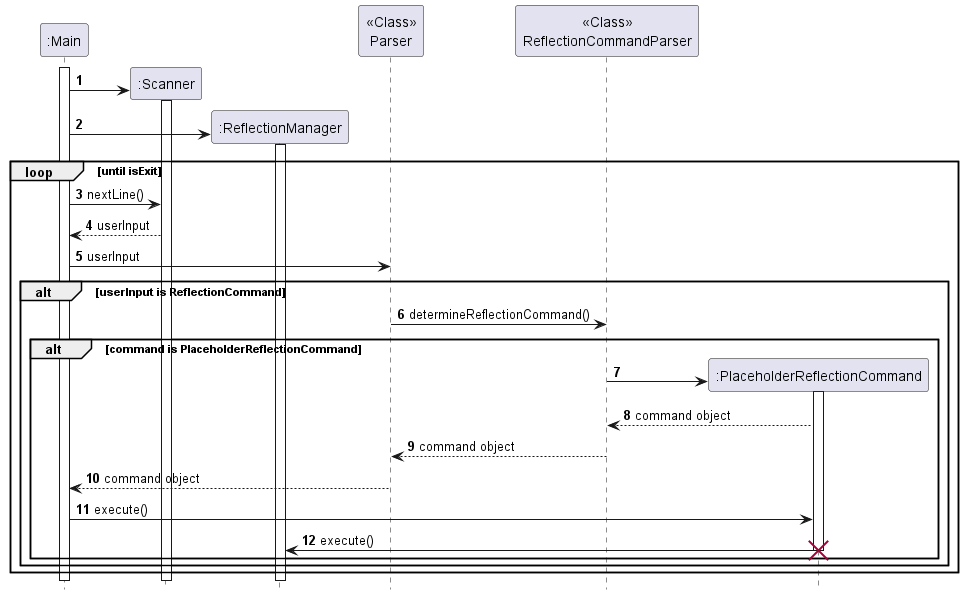 «Class»
«Class»
:Main
Parser
ReflectionCommandParser
1
:Scanner
2
:ReflectionManager
loop
[until isExit]
3 nextLine()
4 userInput
5 userInput
alt
[userInput is ReflectionCommand]
6 determineReflectionCommand()
alt
[command is PlaceholderReflectionCommand]
7
:PlaceholderReflectionCommand
8 command object
9 command object
10 command object
11 execute()
12 execute()